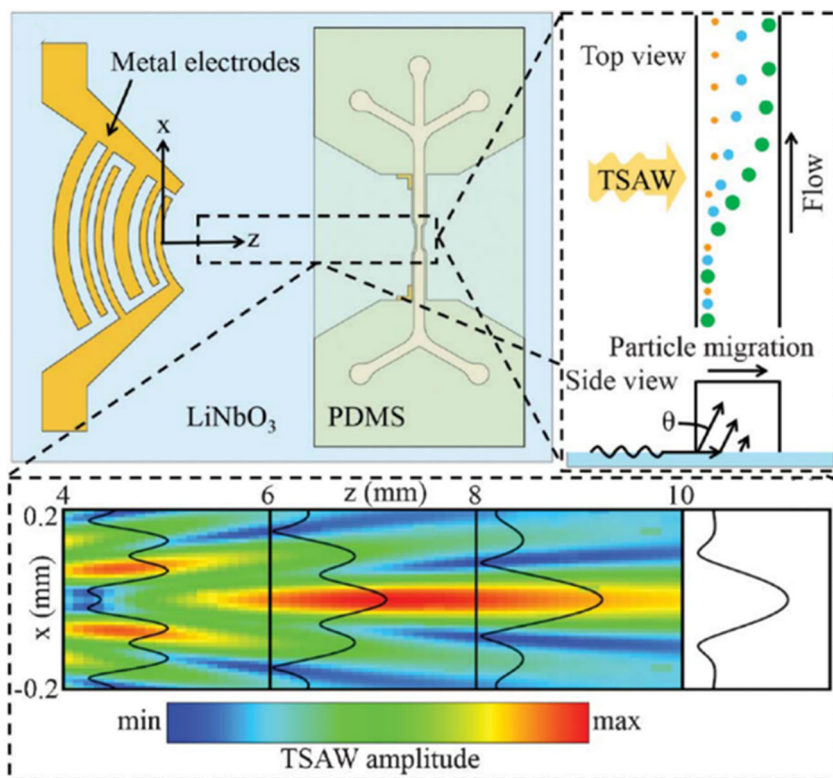 Metal electrodes
x
z
LiNbO₃
PDMS
Top view
TSAW
Flow
Particle migration
Side view
θ
4 6 z (mm) 8 10
0.2
x (mm)
-0.2
min max
TSAW amplitude